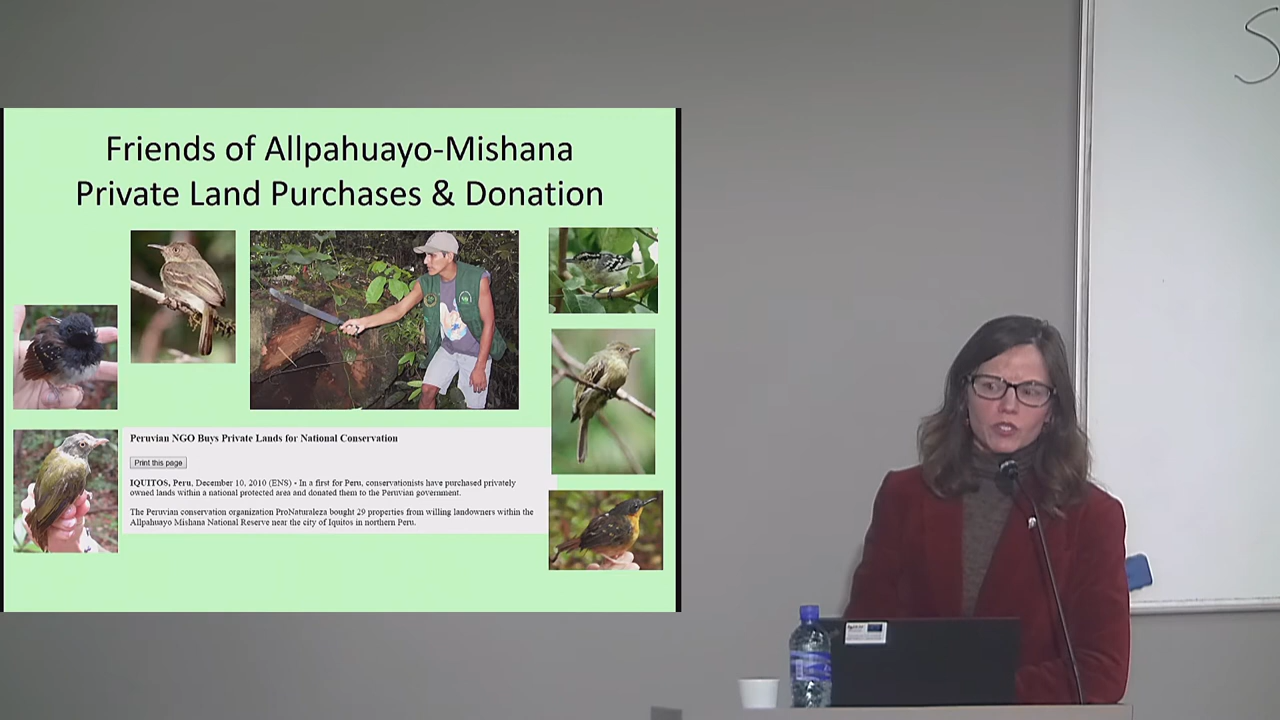 Friends of Allpahuayo-Mishana
Private Land Purchases & Donation
Peruvian NGO Buys Private Lands for National Conservation
Print this page
IQUITOS, Peru, December 10, 2010 (ENS) - In a first for Peru, conservationists have purchased privately
owned lands within a national protected area and donated them to the Peruvian government.
The Peruvian conservation organization ProNaturaleza bought 29 properties from willing landowners within the
Allpahuayo Mishana National Reserve near the city of Iquitos in northern Peru.
S